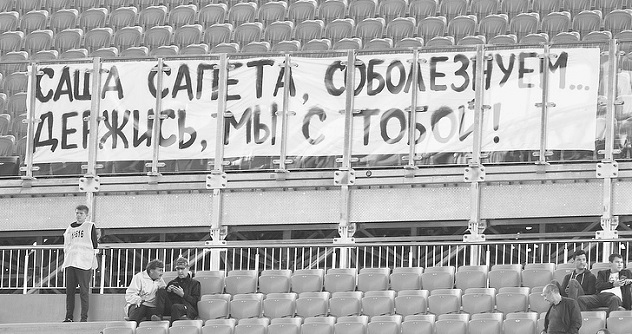 САША САПЕТА, СОБОЛЕЗНУЕМ...
ДЕРЖИСЬ, МЫ С ТОБОЙ!